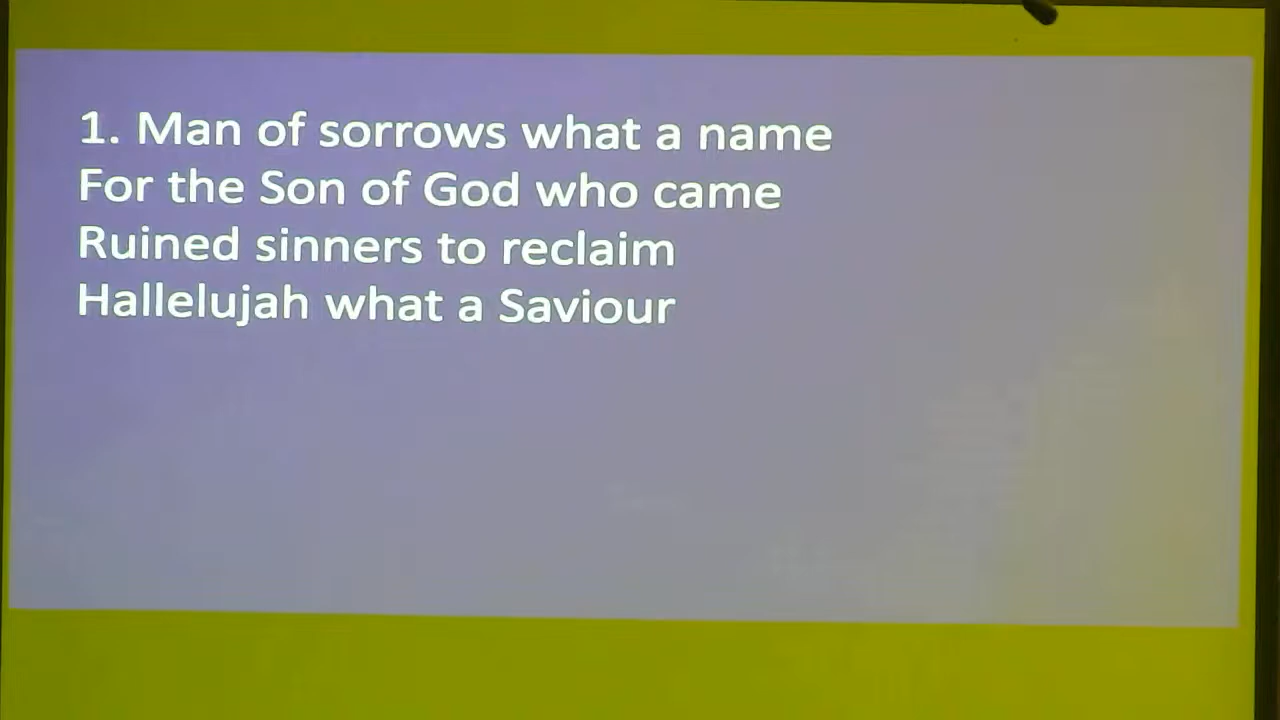 1. Man of sorrows what a name
For the Son of God who came
Ruined sinners to reclaim
Hallelujah what a Saviour